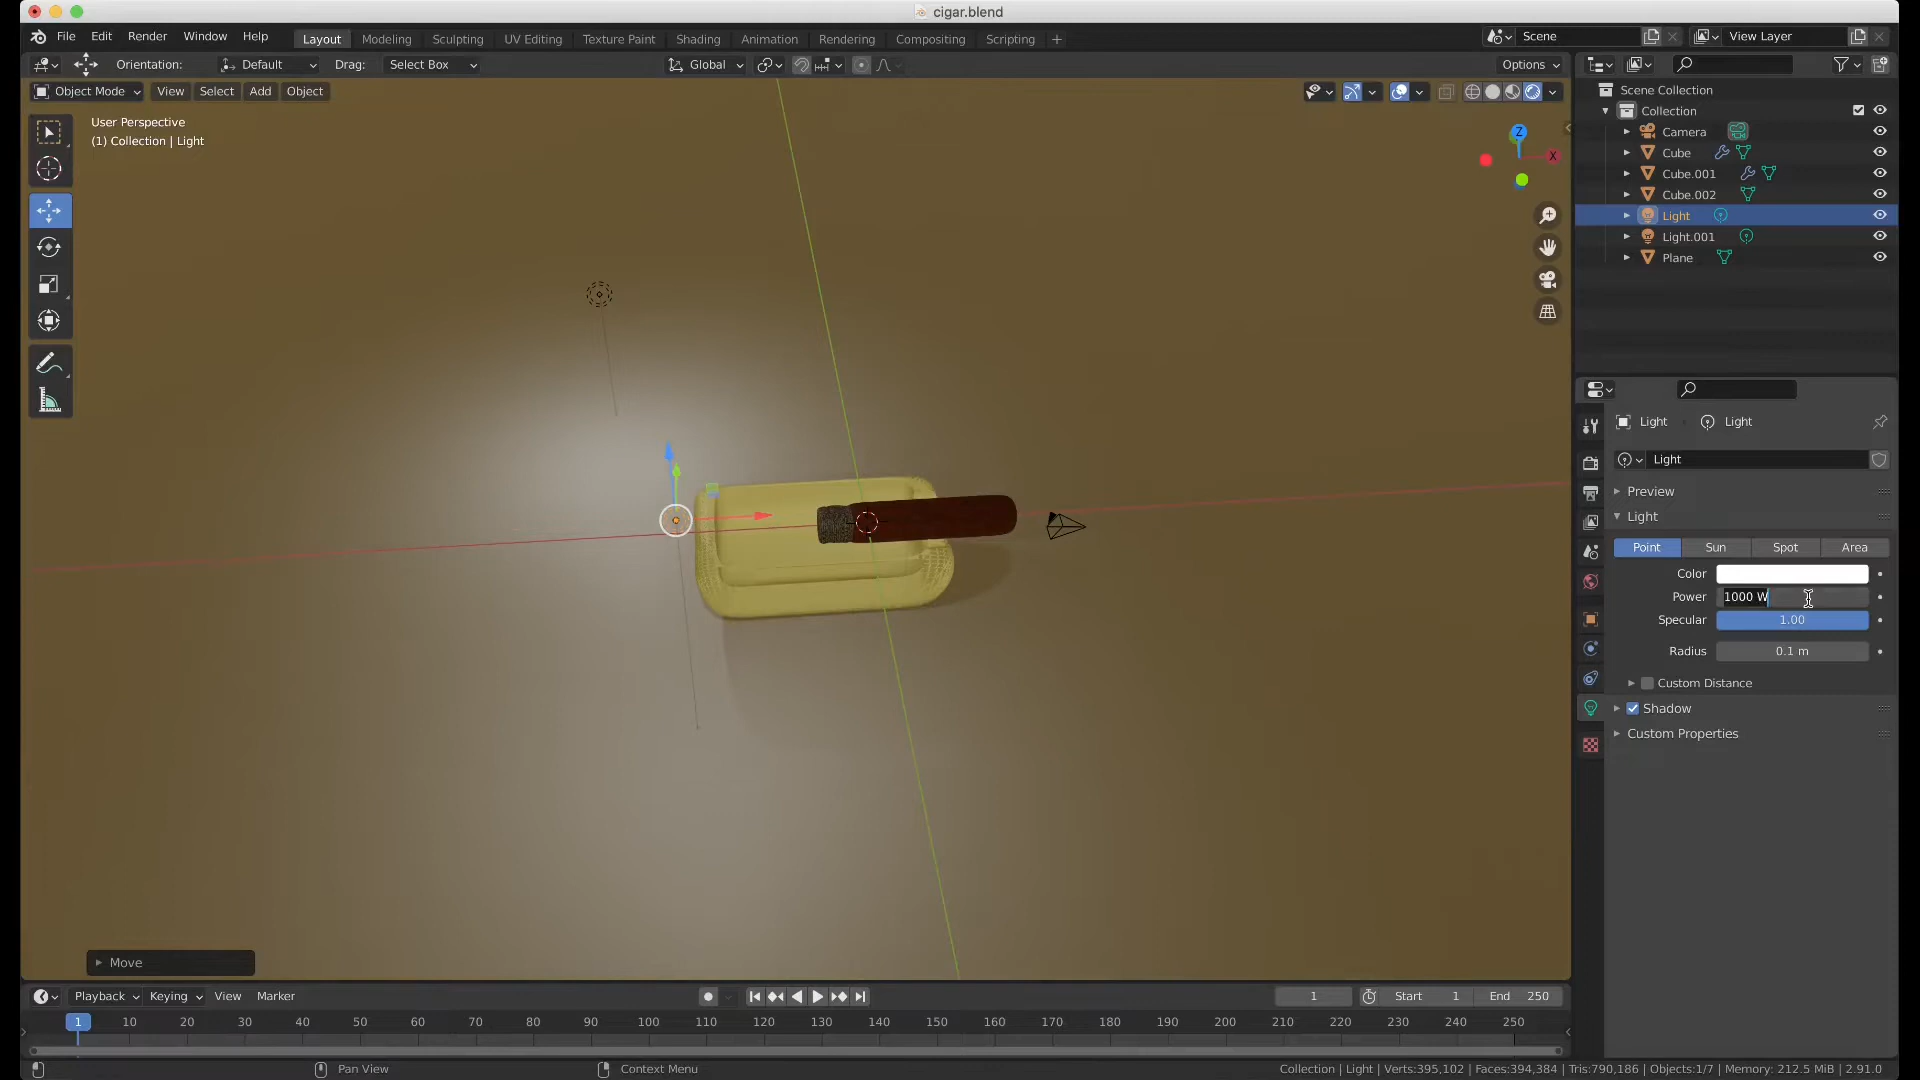 cigar.blend
File Edit Render Window Help Layout Modeling Sculpting UV Editing Texture Paint Shading Animation Rendering Compositing Scripting + Scene View Layer
Orientation: Default Drag: Select Box Global Options
Object Mode View Select Add Object
User Perspective
(1) Collection | Light
Z
X
Move
Scene Collection
Collection
Camera
Cube
Cube.001
Cube.002
Light
Light.001
Plane
Light Light
Light
Preview
Light
Point Sun Spot Area
Color
Power 1000 W
Specular 1.00
Radius 0.1 m
Custom Distance
Shadow
Custom Properties
Playback Keying View Marker 1 Start 1 End 250
1 10 20 30 40 50 60 70 80 90 100 110 120 130 140 150 160 170 180 190 200 210 220 230 240 250
Pan View Context Menu Collection | Light | Verts:395,102 | Faces:394,384 | Tris:790,186 | Objects:1/7 | Memory: 212.5 MiB | 2.91.0